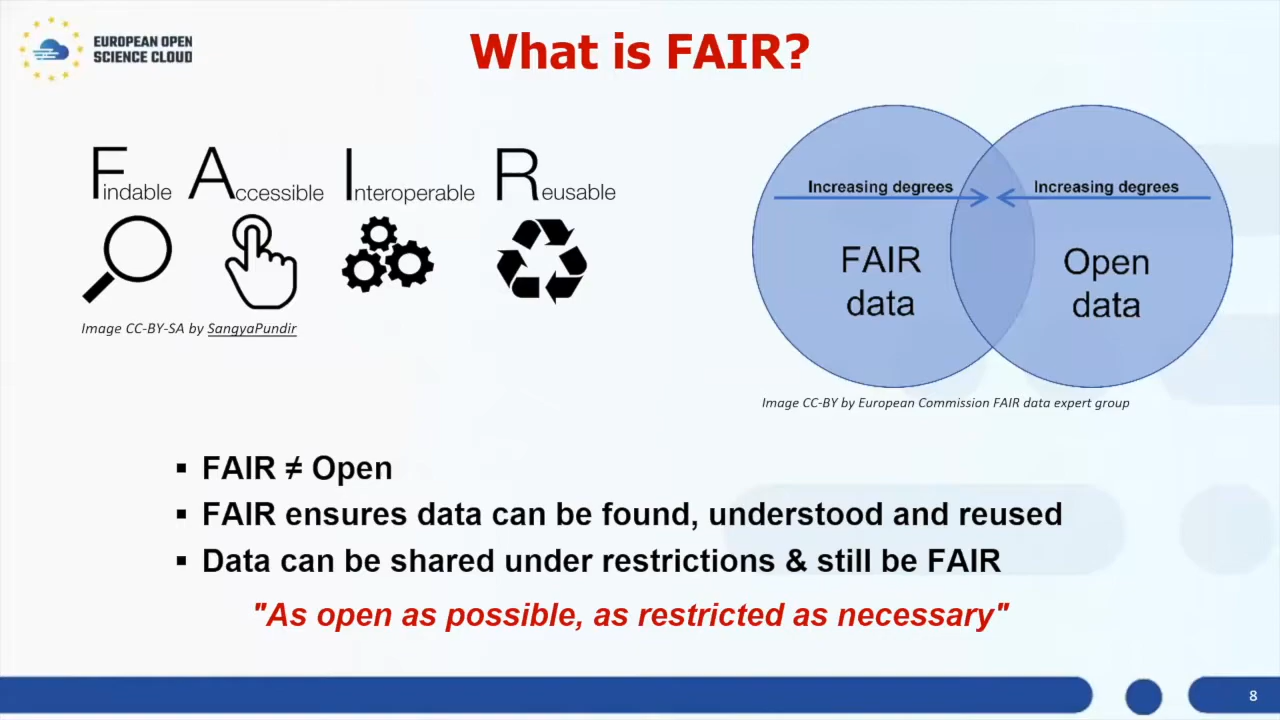 EUROPEAN OPEN
SCIENCE CLOUD
What is FAIR?
Findable Accessible Interoperable Reusable
Image CC-BY-SA by SangyaPundir
Increasing degrees
FAIR
data
Increasing degrees
Open
data
Image CC-BY by European Commission FAIR data expert group
▪ FAIR ≠ Open
▪ FAIR ensures data can be found, understood and reused
▪ Data can be shared under restrictions & still be FAIR
"As open as possible, as restricted as necessary"
8